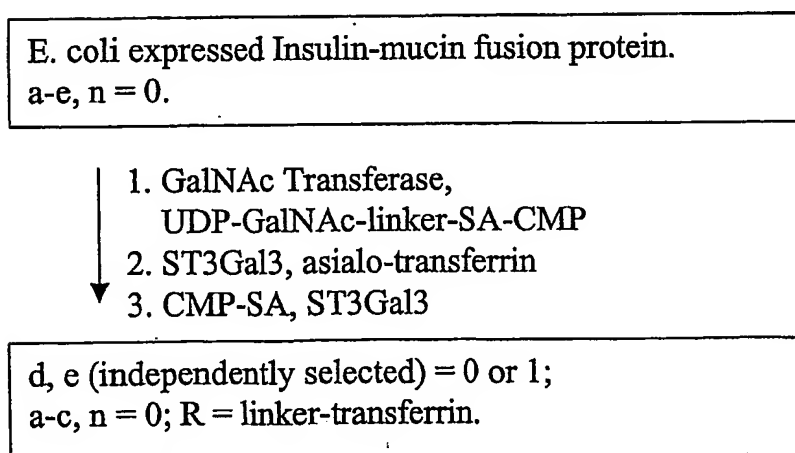 E. coli expressed Insulin-mucin fusion protein.
a-e, n = 0.
1. GalNAc Transferase,
UDP-GalNAc-linker-SA-CMP
2. ST3Gal3, asialo-transferrin
3. CMP-SA, ST3Gal3
d, e (independently selected) = 0 or 1;
a-c, n = 0; R = linker-transferrin.